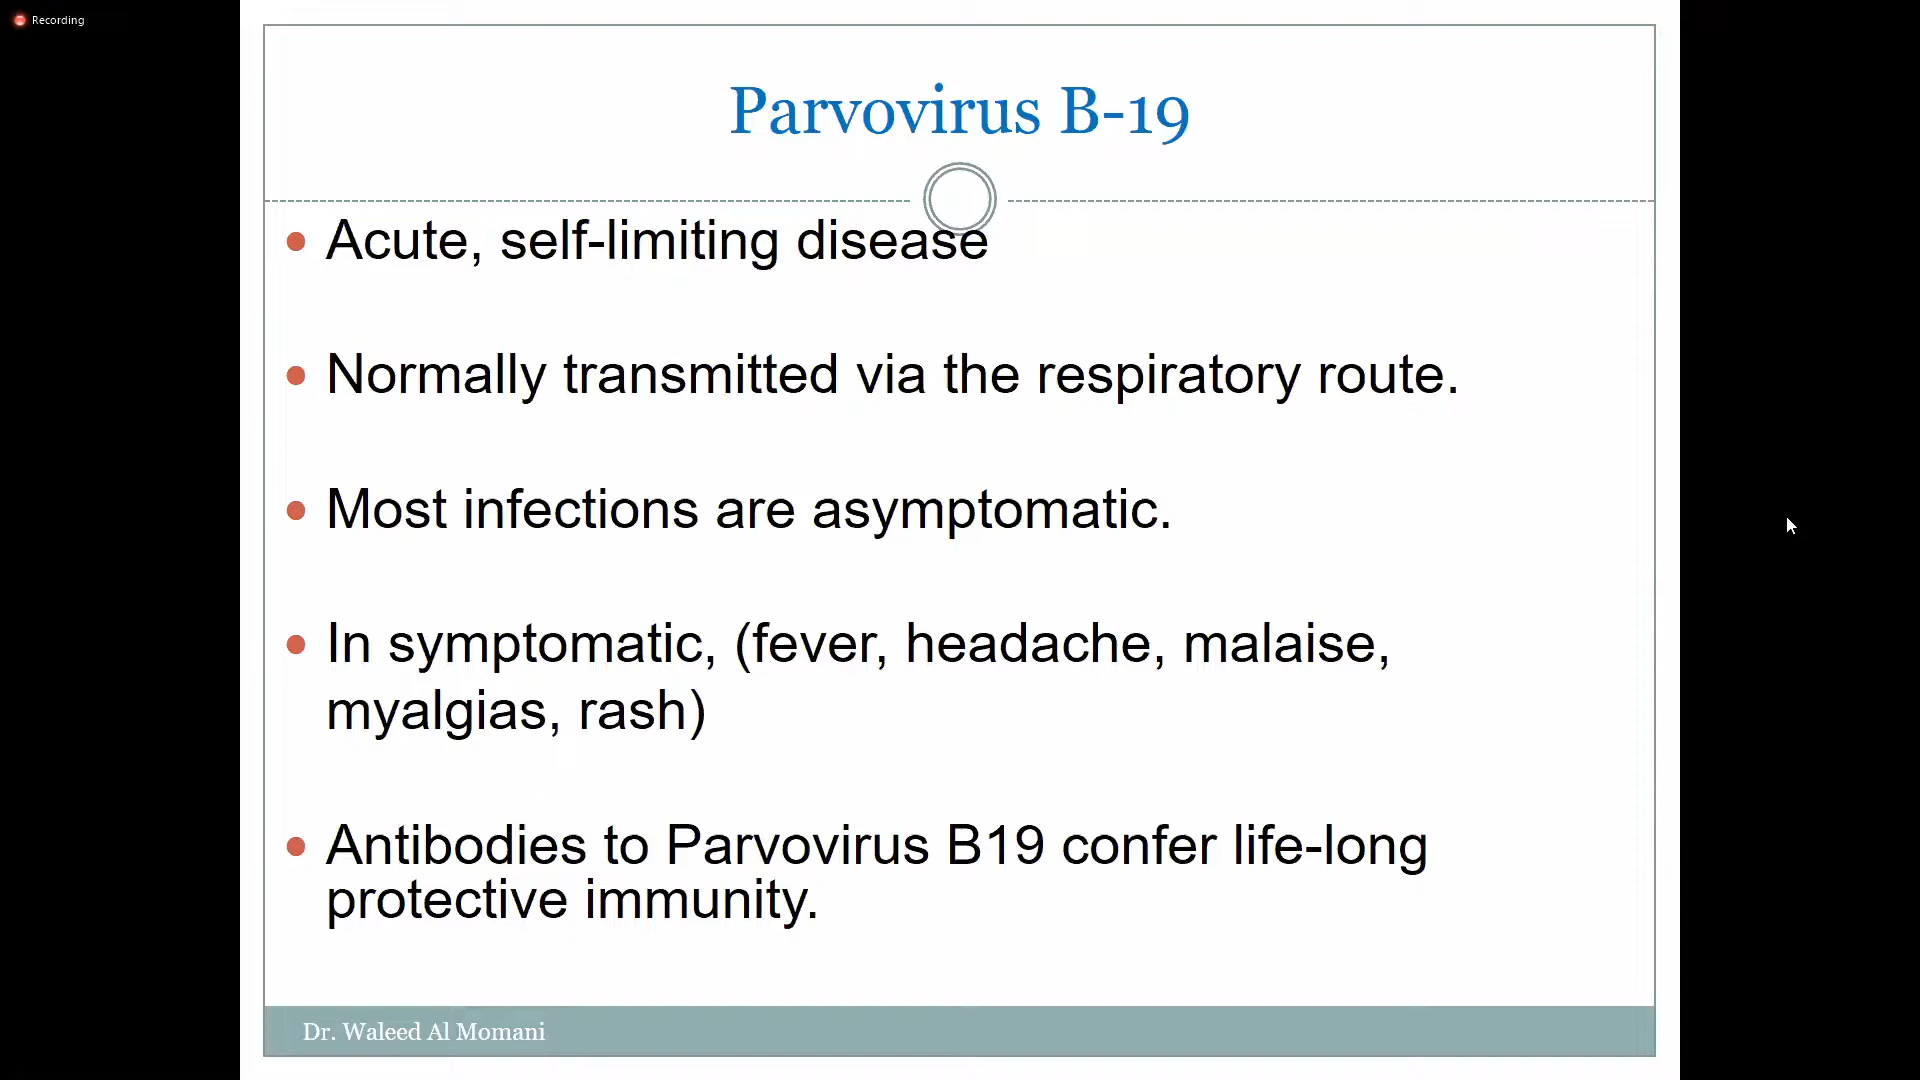 Recording
Parvovirus B-19
• Acute, self-limiting disease
• Normally transmitted via the respiratory route.
• Most infections are asymptomatic.
• In symptomatic, (fever, headache, malaise,
myalgias, rash)
• Antibodies to Parvovirus B19 confer life-long
protective immunity.
Dr. Waleed Al Momani